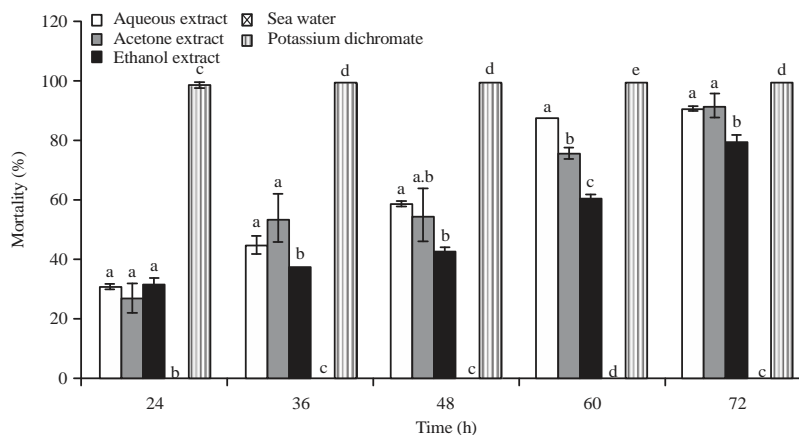 120
100
80
60
40
20
0
Mortality (%)
Aqueous extract Sea water
Acetone extract Potassium dichromate
Ethanol extract
a a a b c
a a b c d
a a.b b c d
a b c d e
a a b c d
24 36 48 60 72
Time (h)